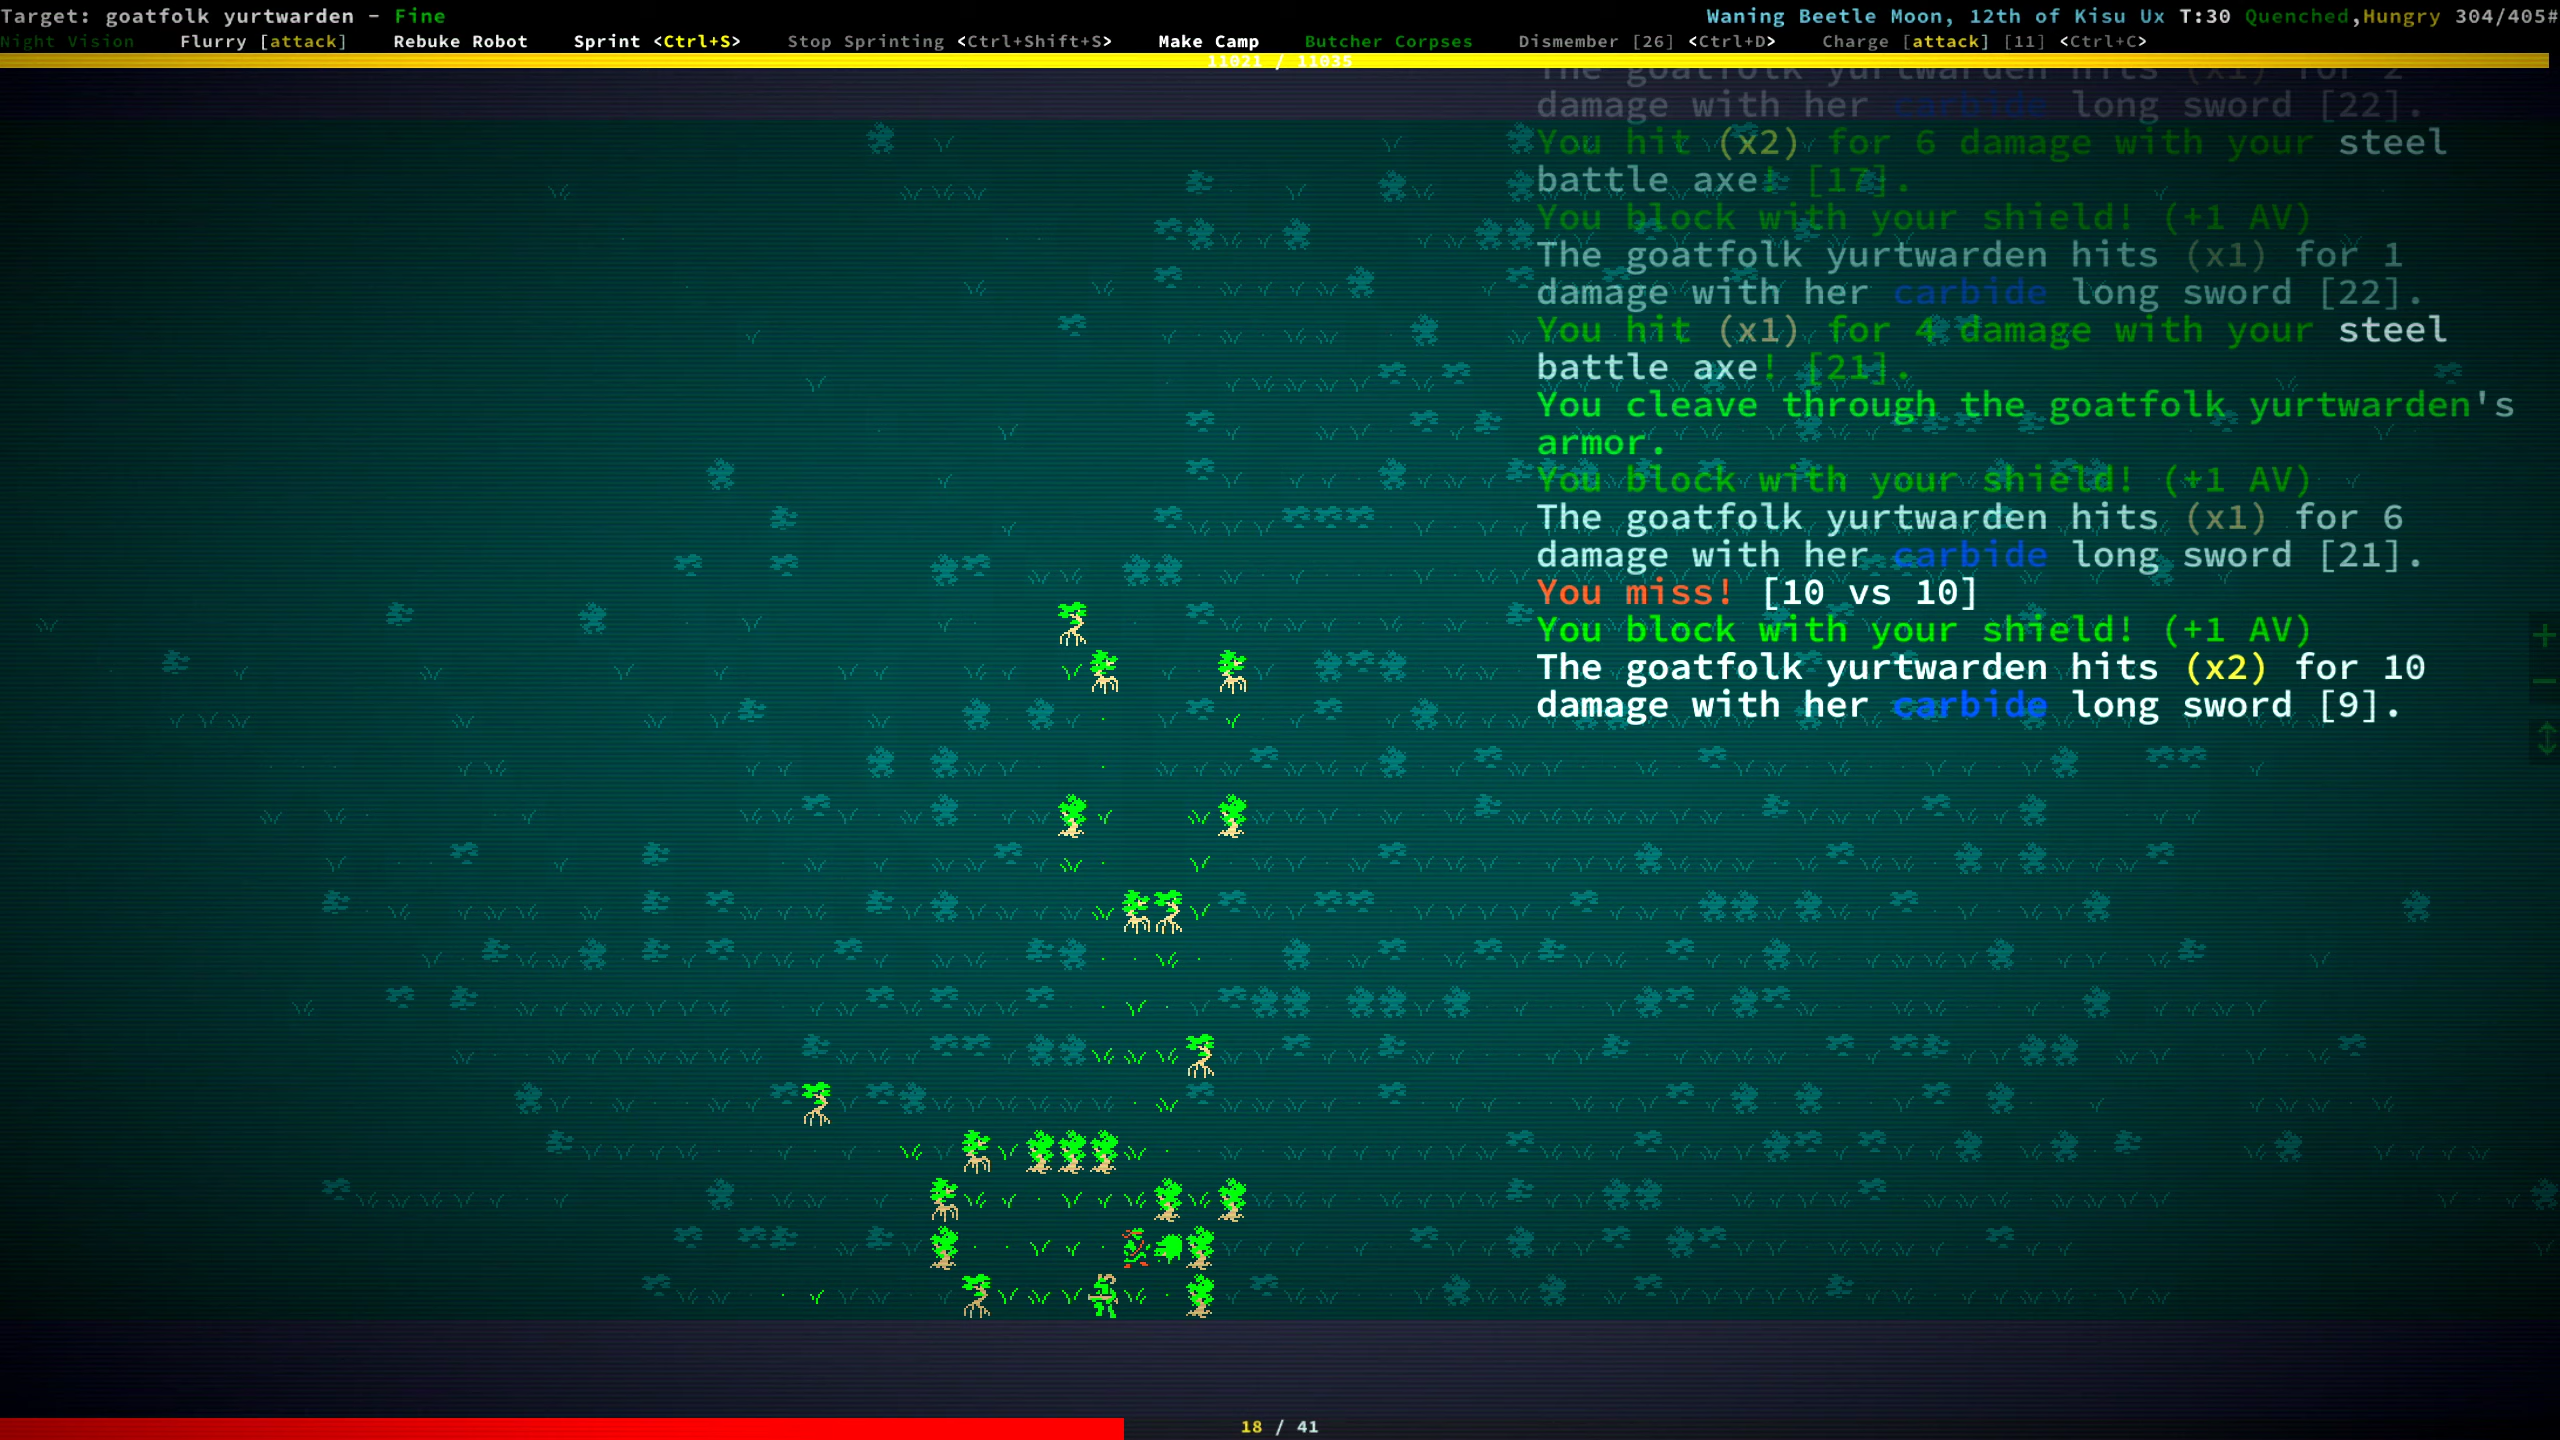 Target: goatfolk yurtwarden - Fine
Waning Beetle Moon, 12th of Kisu Ux T:30 Quenched,Hungry 304/405#
Night Vision Flurry [attack] Rebuke Robot Sprint <Ctrl+S> Stop Sprinting <Ctrl+Shift+S> Make Camp Butcher Corpses Dismember [26] <Ctrl+D> Charge [attack] [11] <Ctrl+C>
11021 / 11035
The goatfolk yurtwarden hits (x1) for 2
damage with her carbide long sword [22].
You hit (x2) for 6 damage with your steel
battle axe! [17].
You block with your shield! (+1 AV)
The goatfolk yurtwarden hits (x1) for 1
damage with her carbide long sword [22].
You hit (x1) for 4 damage with your steel
battle axe! [21].
You cleave through the goatfolk yurtwarden's
armor.
You block with your shield! (+1 AV)
The goatfolk yurtwarden hits (x1) for 6
damage with her carbide long sword [21].
You miss! [10 vs 10]
You block with your shield! (+1 AV)
The goatfolk yurtwarden hits (x2) for 10
damage with her carbide long sword [9].
18 / 41